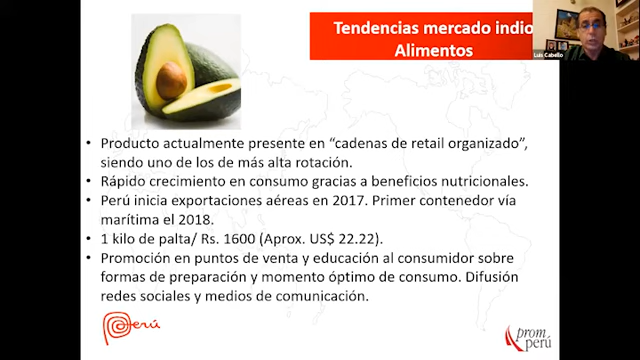 Tendencias mercado indio
Alimentos
Luis Cabello
• Producto actualmente presente en “cadenas de retail organizado”,
siendo uno de los de más alta rotación.
• Rápido crecimiento en consumo gracias a beneficios nutricionales.
• Perú inicia exportaciones aéreas en 2017. Primer contenedor vía
marítima el 2018.
• 1 kilo de palta/ Rs. 1600 (Aprox. US$ 22.22).
• Promoción en puntos de venta y educación al consumidor sobre
formas de preparación y momento óptimo de consumo. Difusión
redes sociales y medios de comunicación.
Perú
prom
perú